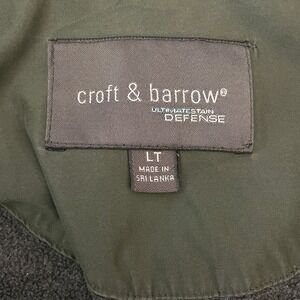 croft & barrow®
ULTIMATESTAIN
DEFENSE
LT
MADE IN
SRI LANKA